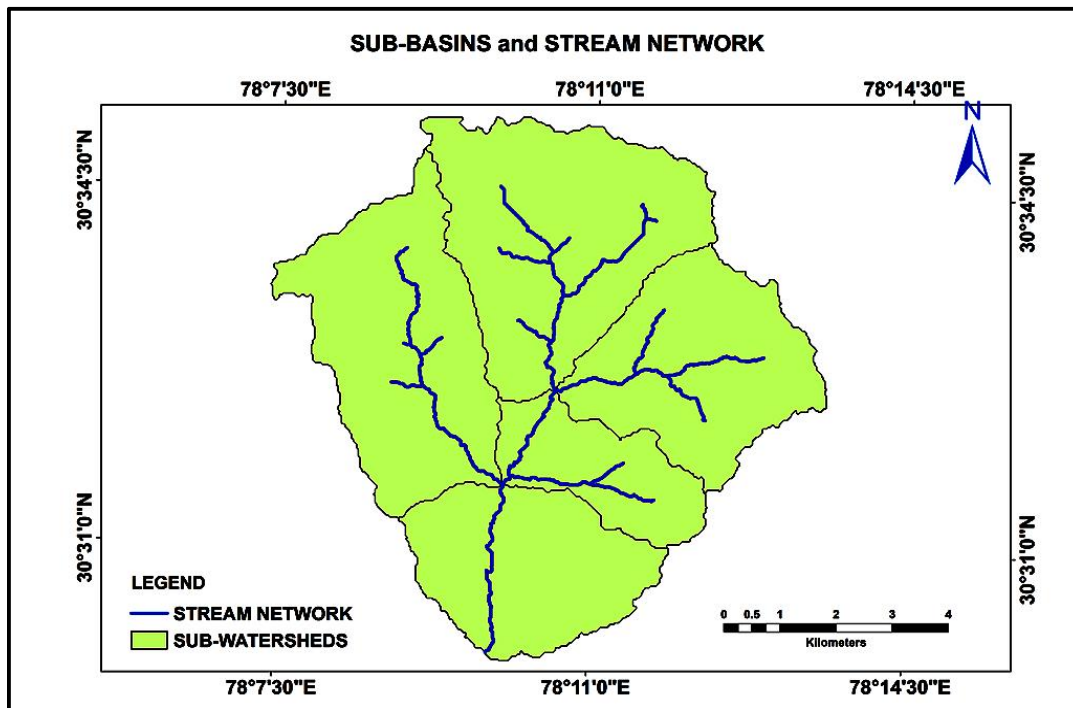 SUB-BASINS and STREAM NETWORK
78°7'30"E 78°11'0"E 78°14'30"E
N
30°34'30"N
30°34'30"N
30°31'0"N
30°31'0"N
LEGEND
STREAM NETWORK
SUB-WATERSHEDS
0 0.5 1 2 3 4
Kilometers
78°7'30"E 78°11'0"E 78°14'30"E